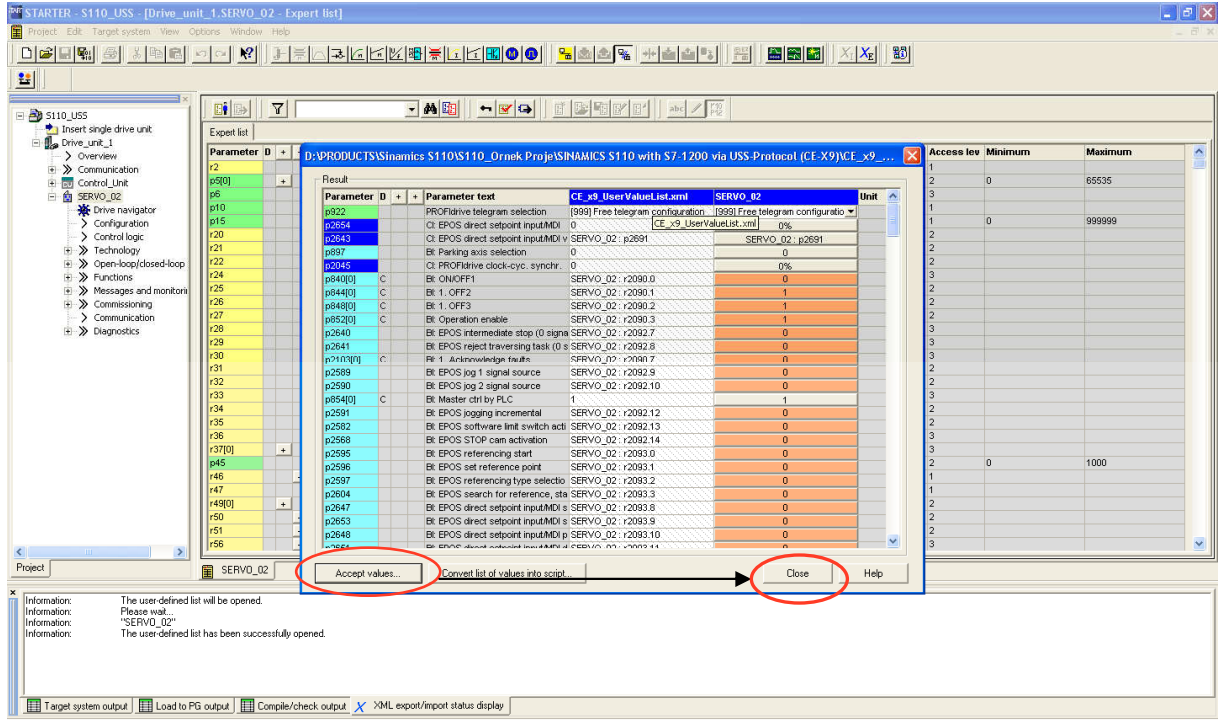 STARTER - S110_USS - [Drive_unit_1.SERVO_02 - Expert list]
Project Edit Target system View Options Window Help
S110_USS
Insert single drive unit
Drive_unit_1
Overview
Communication
Control_Unit
SERVO_02
Drive navigator
Configuration
Control logic
Technology
Open-loop/closed-loop
Functions
Messages and monitorin
Commissioning
Communication
Diagnostics
Project
Expert list
Parameter D +
r2
p5[0] +
p6
p10
p15
r20
r21
r22
r24
r25
r26
r27
r28
r29
r30
r31
r32
r33
r34
r35
r36
r37[0] +
p45
r46
r47
r49[0] +
r50
r51
r56
D:\PRODUCTS\Sinamics S110\S110_Ornek Proje\SINAMICS S110 with S7-1200 via USS-Protocol (CE-X9)\CE_x9_...
Result
Parameter D + + Parameter text CE_x9_UserValueList.xml SERVO_02 Unit
p922 PROFIdrive telegram selection [999] Free telegram configuration [999] Free telegram configuratio
p2654 CI: EPOS direct setpoint input/MDI 0 0%
CE_x9_UserValueList.xml
p2643 CI: EPOS direct setpoint input/MDI v SERVO_02 : p2691 SERVO_02 : p2691
p897 BI: Parking axis selection 0 0
p2045 CI: PROFIdrive clock-cyc. synchr. 0 0%
p840[0] C BI: ON/OFF1 SERVO_02 : r2090.0 0
p844[0] C BI: 1. OFF2 SERVO_02 : r2090.1 1
p848[0] C BI: 1. OFF3 SERVO_02 : r2090.2 1
p852[0] C BI: Operation enable SERVO_02 : r2090.3 1
p2640 BI: EPOS intermediate stop (0 signa SERVO_02 : r2092.7 0
p2641 BI: EPOS reject traversing task (0 s SERVO_02 : r2092.8 0
p2103[0] C BI: 1. Acknowledge faults SERVO_02 : r2090.7 0
p2589 BI: EPOS jog 1 signal source SERVO_02 : r2092.9 0
p2590 BI: EPOS jog 2 signal source SERVO_02 : r2092.10 0
p854[0] C BI: Master ctrl by PLC 1 1
p2591 BI: EPOS jogging incremental SERVO_02 : r2092.12 0
p2582 BI: EPOS software limit switch acti SERVO_02 : r2092.13 0
p2568 BI: EPOS STOP cam activation SERVO_02 : r2092.14 0
p2595 BI: EPOS referencing start SERVO_02 : r2093.0 0
p2596 BI: EPOS set reference point SERVO_02 : r2093.1 0
p2597 BI: EPOS referencing type selectio SERVO_02 : r2093.2 0
p2604 BI: EPOS search for reference, sta SERVO_02 : r2093.3 0
p2647 BI: EPOS direct setpoint input/MDI s SERVO_02 : r2093.8 0
p2653 BI: EPOS direct setpoint input/MDI s SERVO_02 : r2093.9 0
p2648 BI: EPOS direct setpoint input/MDI p SERVO_02 : r2093.10 0
Accept values... Convert list of values into script... Close Help
Access lev Minimum Maximum
3
2 0 65535
3
1
1 0 999999
2
2
2
3
2
2
2
3
3
3
2
2
3
2
2
3
3
2 0 1000
1
1
2
2
2
3
SERVO_02
Information: The user-defined list will be opened.
Information: Please wait...
Information: "SERVO_02"
Information: The user-defined list has been successfully opened.
Target system output Load to PG output Compile/check output XML export/import status display